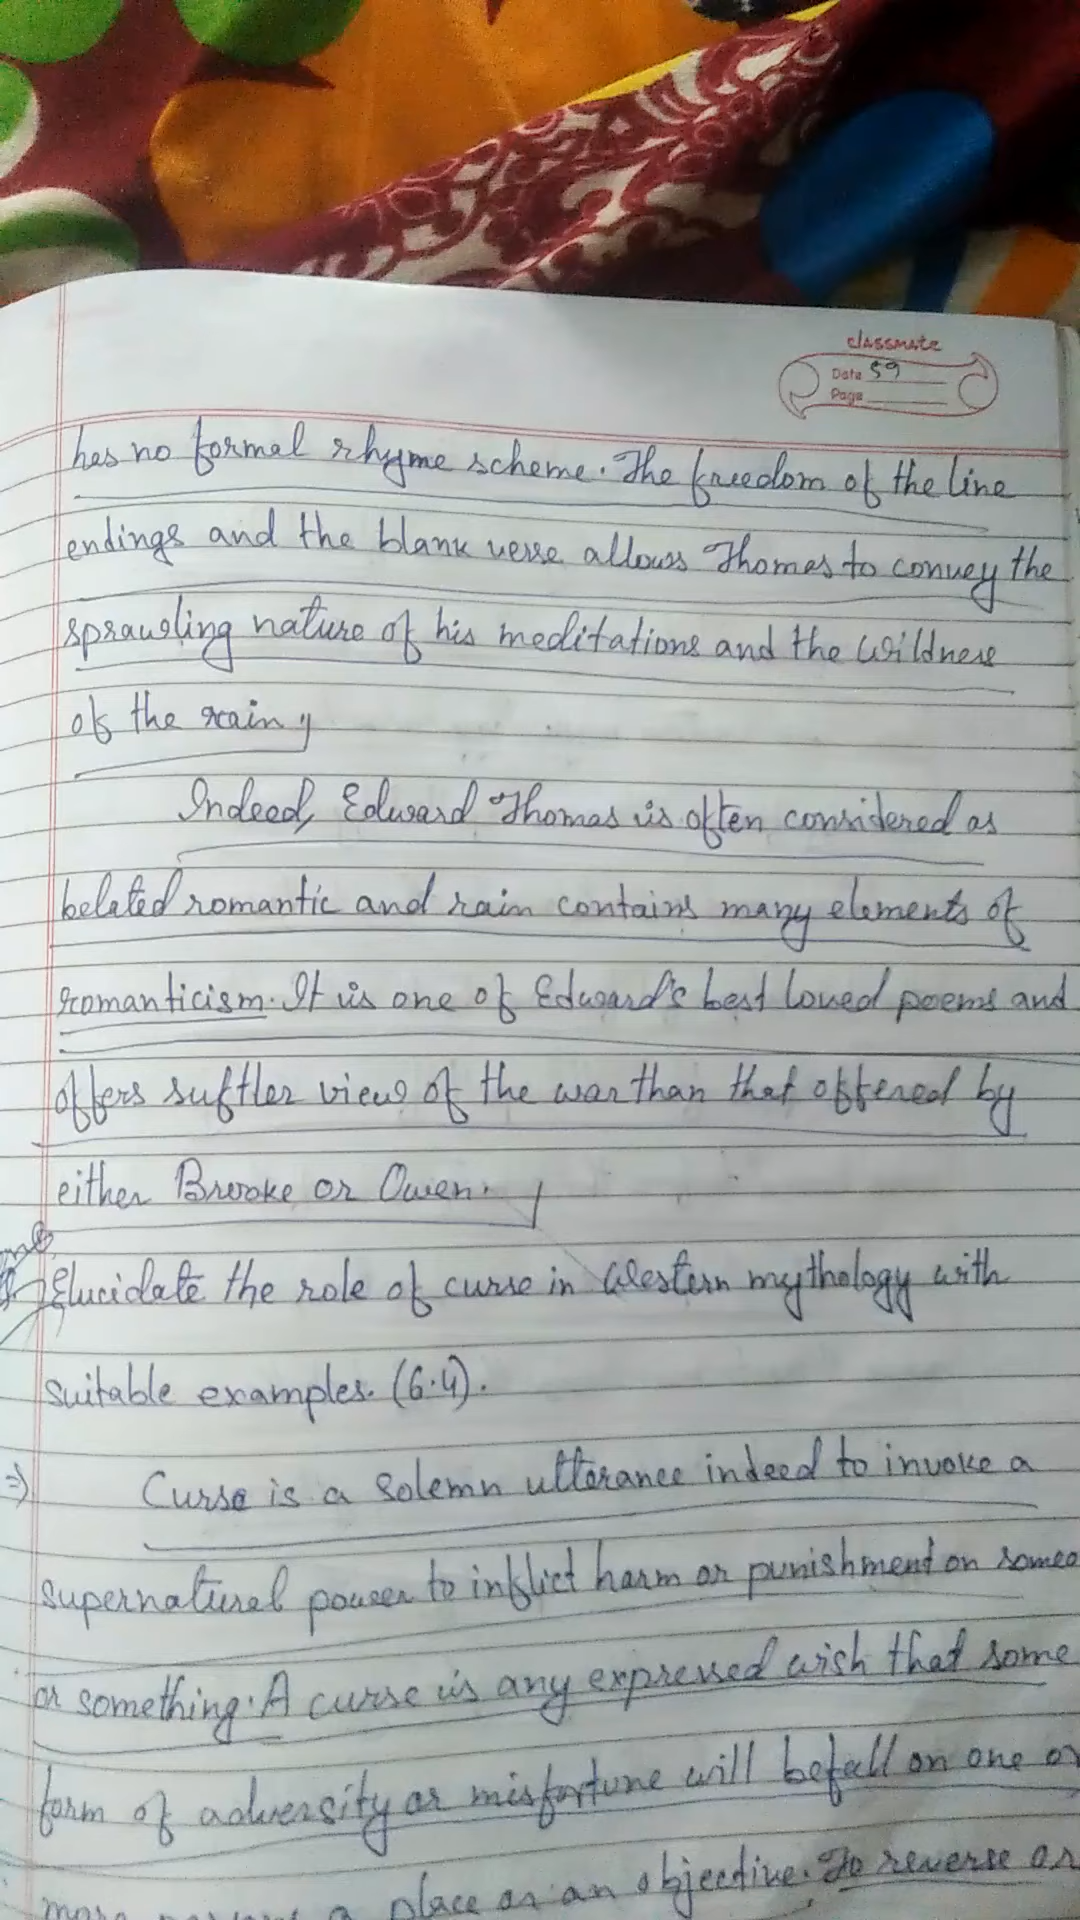 classmate
Date 59
Page
has no formal rhyme scheme. The freedom of the line
endings and the blank verse allows Thomas to convey the
sprawling nature of his meditations and the wildness
of the rain
Indeed, Edward Thomas is often considered as
belated romantic and rain contains many elements of
romanticism. It is one of Edward's best loved poems and
offers suftler view of the war than that offered by
either Brooke or Owen.
Elucidate the role of curse in Western mythology with
suitable examples. (6.4).
=> Curse is a solemn utterance indeed to invoke a
supernatural power to inflict harm or punishment on someo
or something. A curse is any expressed wish that some
form of adversity or misfortune will befall on one or
more a place or an objective. To reverse or